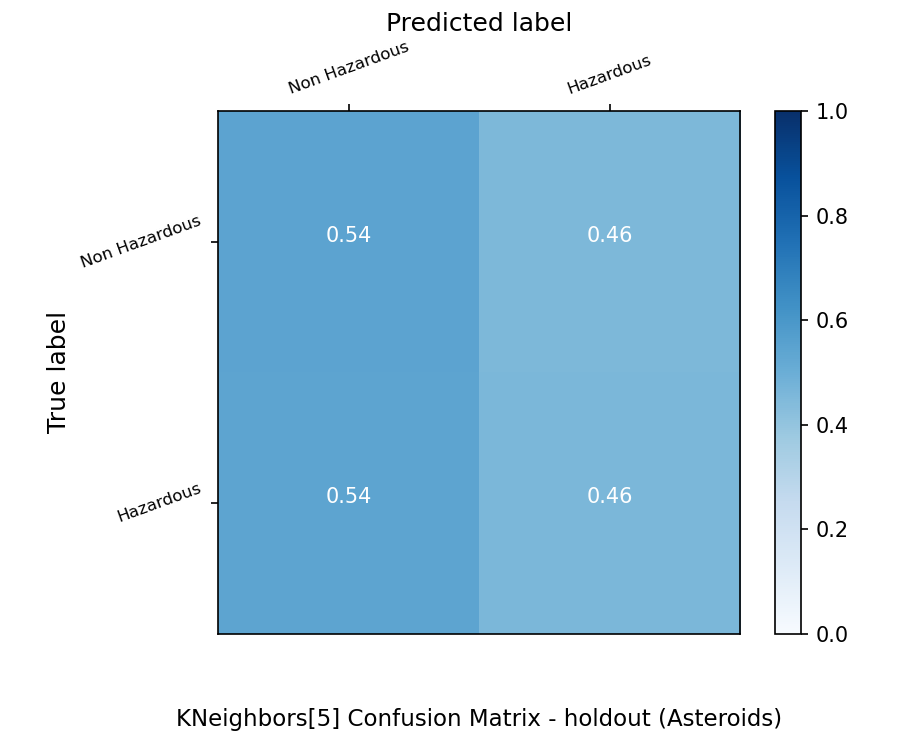 Predicted label
Non Hazardous
Hazardous
1.0
Non Hazardous
0.54
0.46
0.8
0.6
True label
0.4
Hazardous
0.54
0.46
0.2
0.0
KNeighbors[5] Confusion Matrix - holdout (Asteroids)